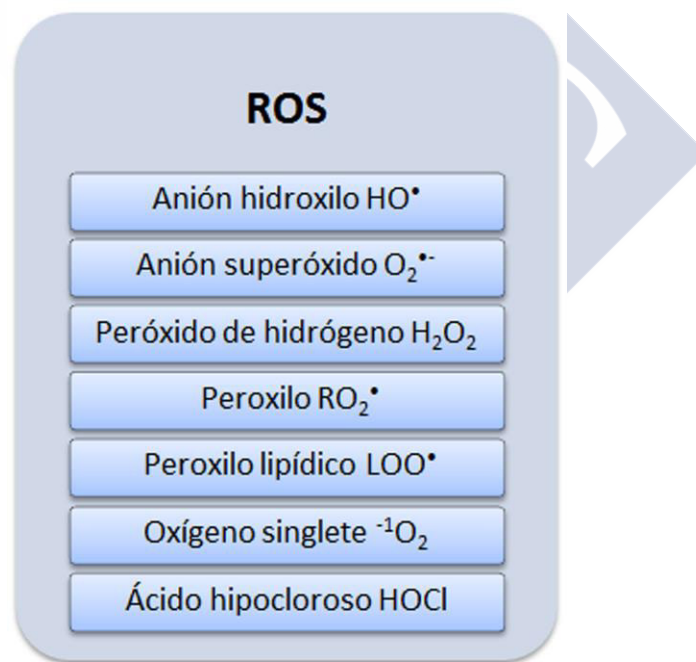 ROS
Anión hidroxilo HO•
Anión superóxido O₂•-
Peróxido de hidrógeno H₂O₂
Peroxilo RO₂•
Peroxilo lipídico LOO•
Oxígeno singlete ⁻¹O₂
Ácido hipocloroso HOCl